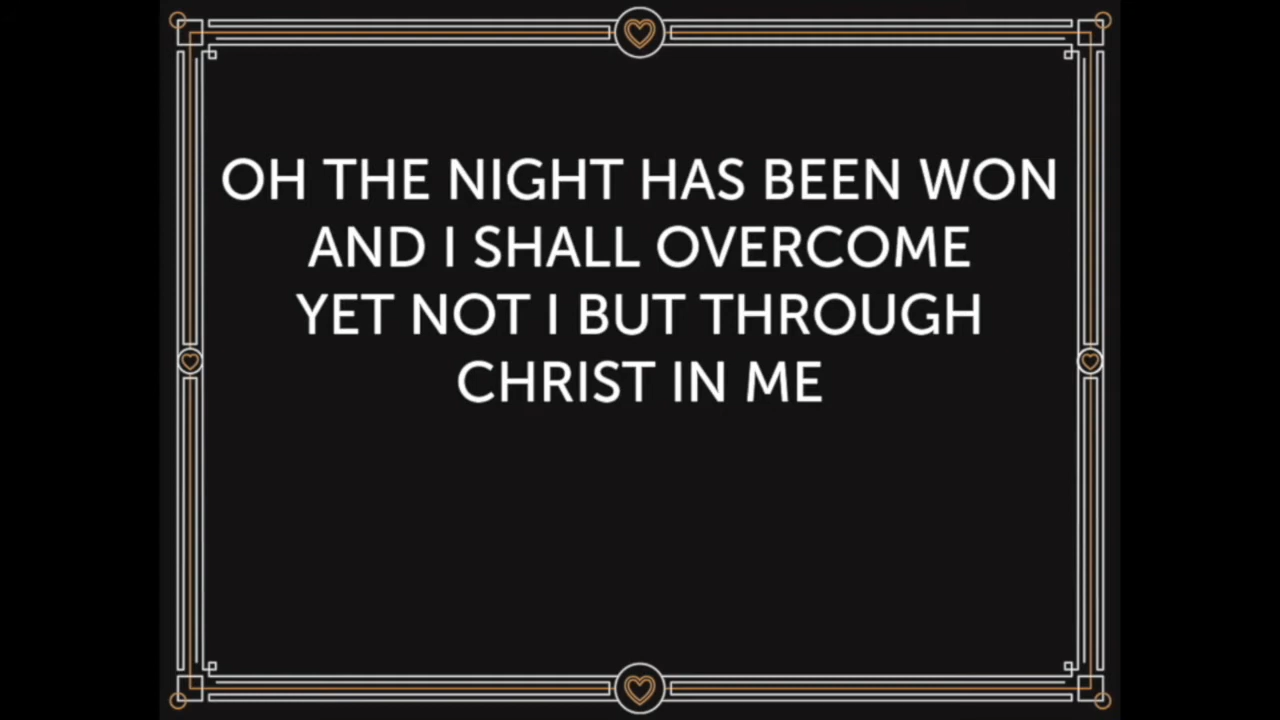 OH THE NIGHT HAS BEEN WON
AND I SHALL OVERCOME
YET NOT I BUT THROUGH
CHRIST IN ME